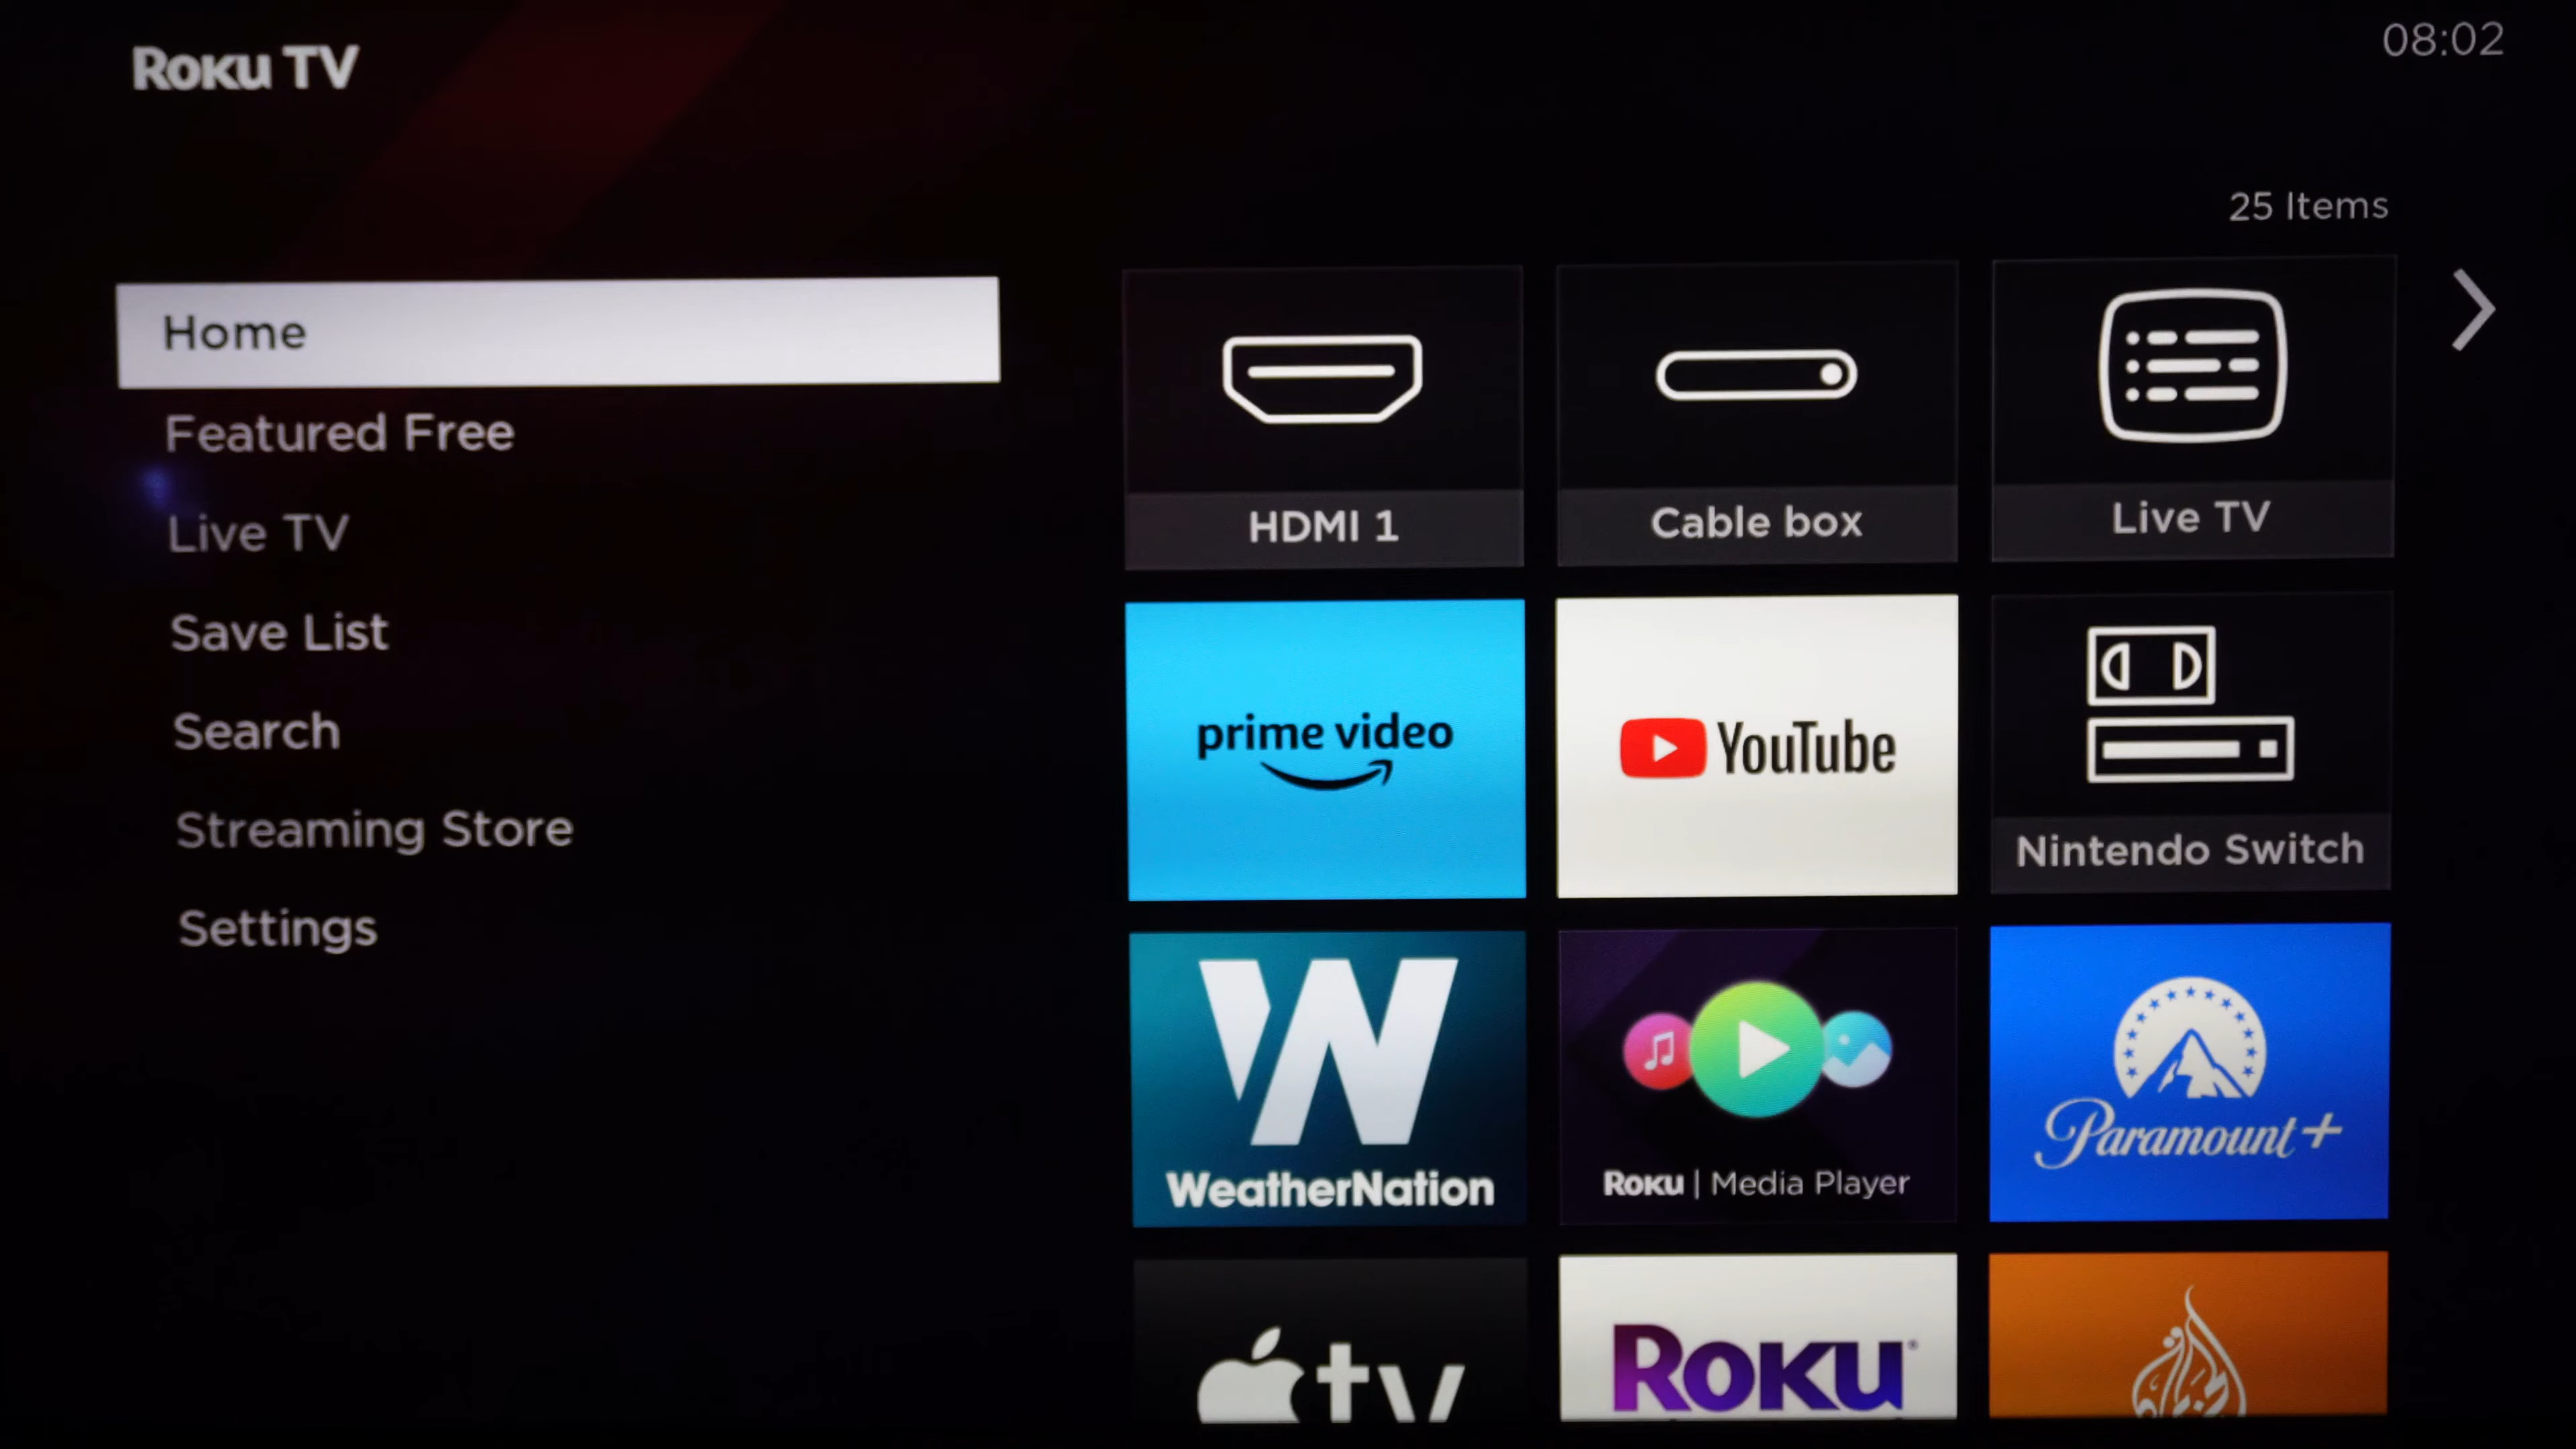 Roku TV
08:02
25 Items
Home
Featured Free
Live TV
Save List
Search
Streaming Store
Settings
HDMI 1
Cable box
Live TV
prime video
YouTube
Nintendo Switch
WeatherNation
Roku | Media Player
Paramount+
tv
Roku